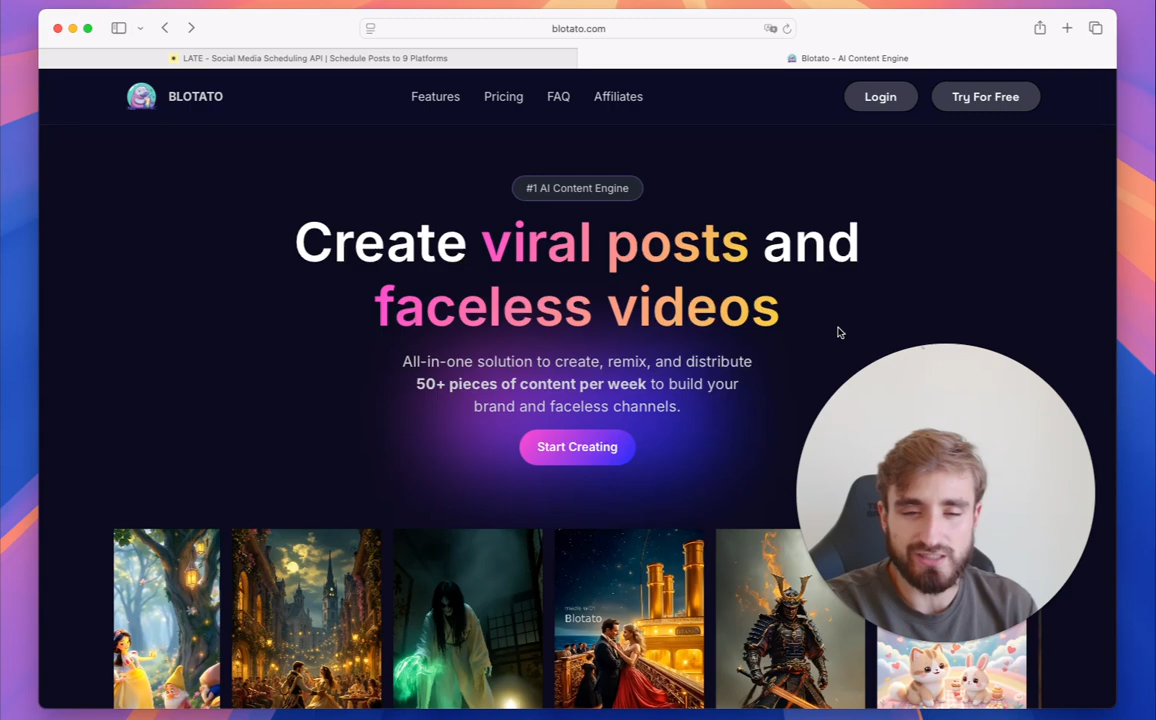 blotato.com
LATE - Social Media Scheduling API | Schedule Posts to 9 Platforms
Blotato - AI Content Engine
BLOTATO
Features
Pricing
FAQ
Affiliates
Login
Try For Free
#1 AI Content Engine
Create viral posts and
faceless videos
All-in-one solution to create, remix, and distribute
50+ pieces of content per week to build your
brand and faceless channels.
Start Creating
made with
Blotato